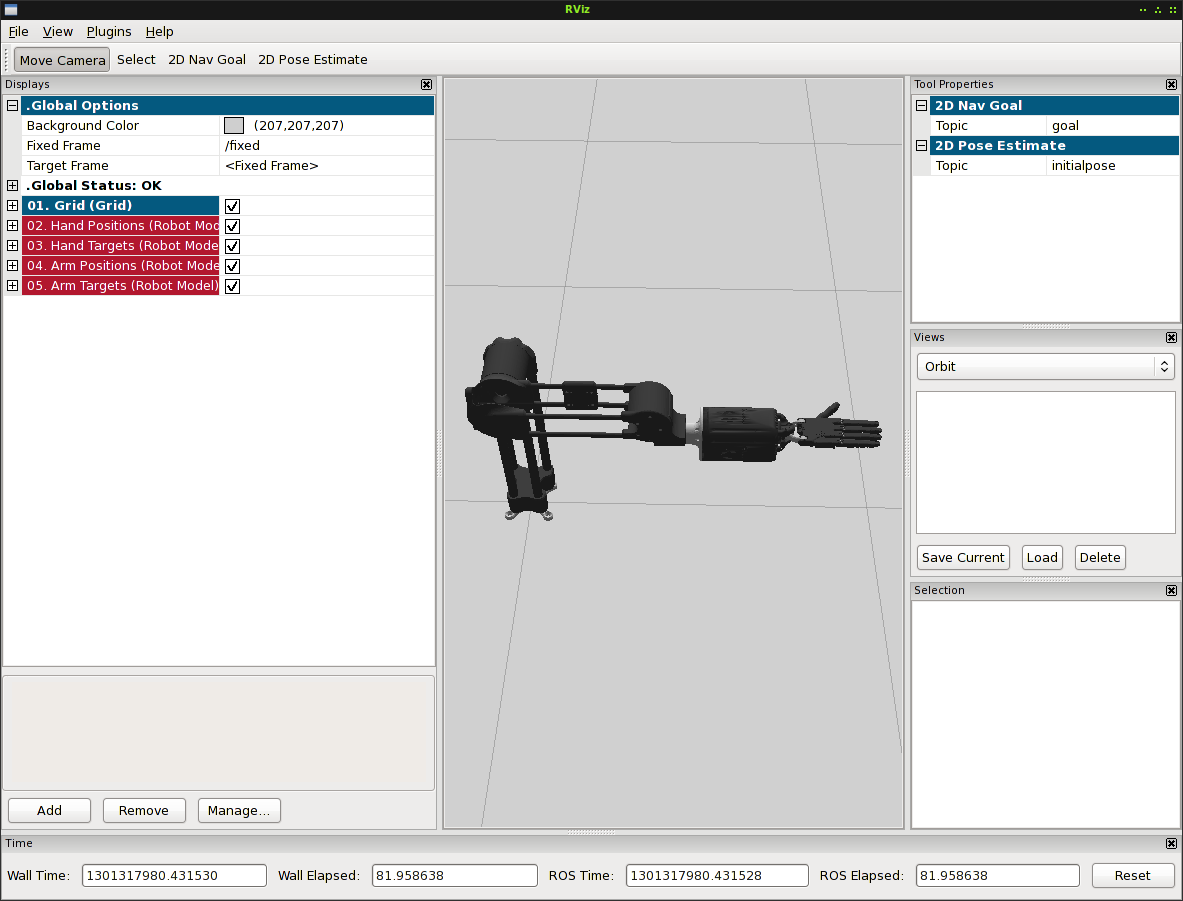 RViz
File View Plugins Help
Move Camera Select 2D Nav Goal 2D Pose Estimate
Displays
.Global Options
Background Color (207,207,207)
Fixed Frame /fixed
Target Frame <Fixed Frame>
.Global Status: OK
01. Grid (Grid)
02. Hand Positions (Robot Mod
03. Hand Targets (Robot Mode
04. Arm Positions (Robot Mode
05. Arm Targets (Robot Model)
Add Remove Manage...
Tool Properties
2D Nav Goal
Topic goal
2D Pose Estimate
Topic initialpose
Views
Orbit
Save Current Load Delete
Selection
Time
Wall Time: 1301317980.431530 Wall Elapsed: 81.958638 ROS Time: 1301317980.431528 ROS Elapsed: 81.958638 Reset